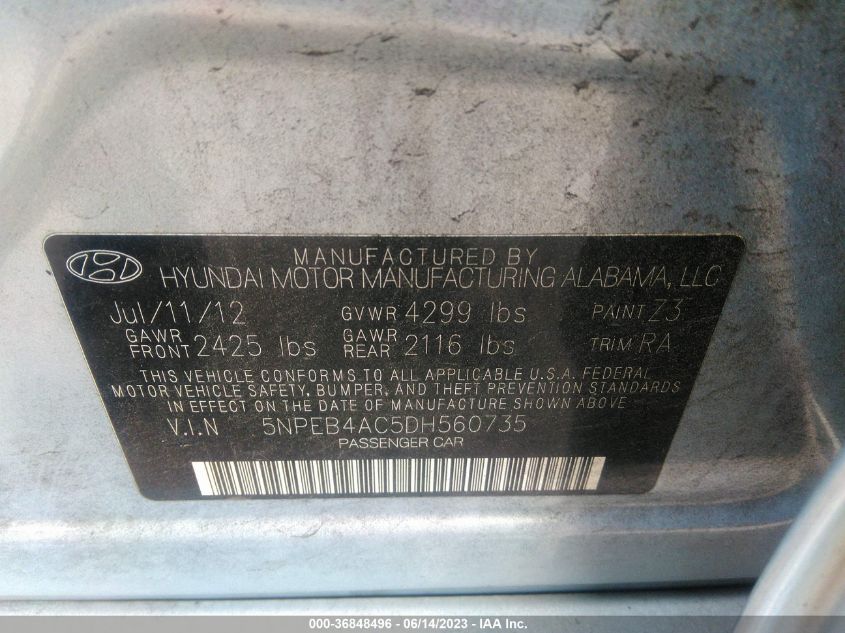 MANUFACTURED BY
HYUNDAI MOTOR MANUFACTURING ALABAMA, LLC
Jul/11/12 GVWR 4299 lbs PAINT Z3
GAWR FRONT 2425 lbs GAWR REAR 2116 lbs TRIM RA
THIS VEHICLE CONFORMS TO ALL APPLICABLE U.S.A. FEDERAL
MOTOR VEHICLE SAFETY, BUMPER, AND THEFT PREVENTION STANDARDS
IN EFFECT ON THE DATE OF MANUFACTURE SHOWN ABOVE
V.I.N 5NPEB4AC5DH560735
PASSENGER CAR
000-36848496 - 06/14/2023 - IAA Inc.